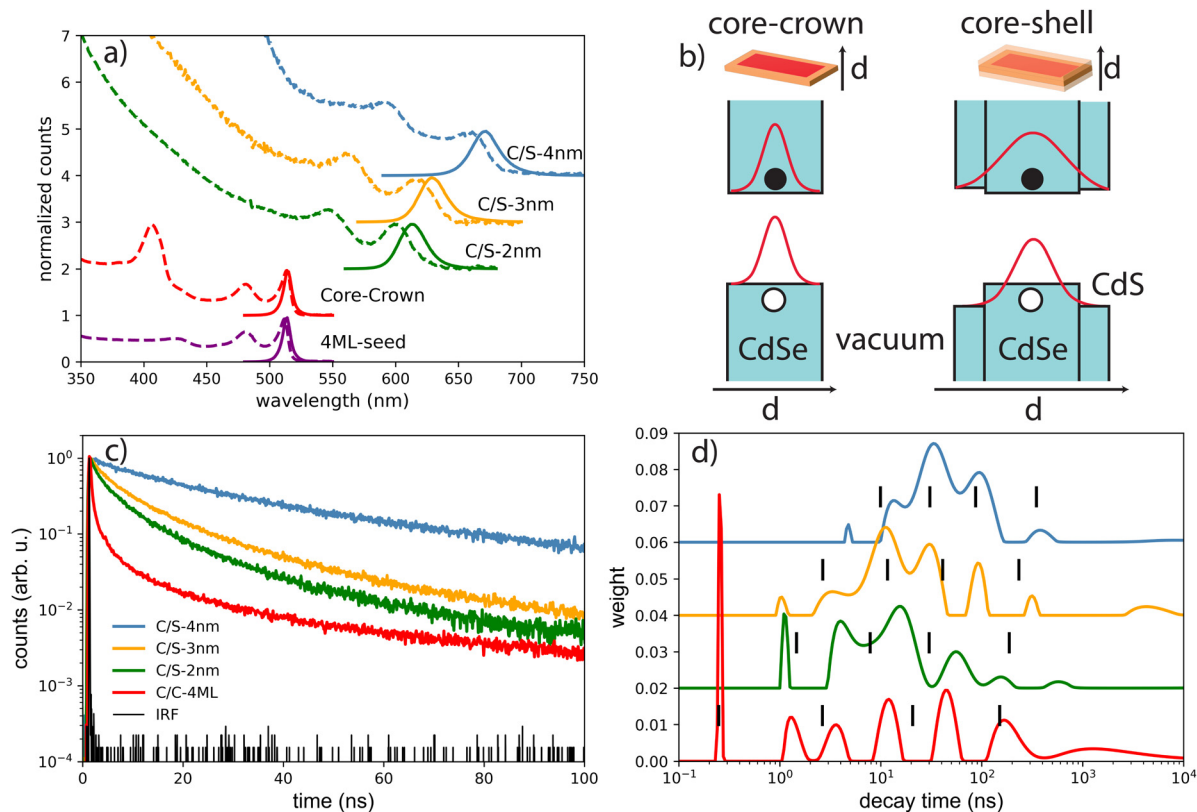 a)
7
6
5
4
3
2
1
0
normalized counts
C/S-4nm
C/S-3nm
C/S-2nm
Core-Crown
4ML-seed
350 400 450 500 550 600 650 700 750
wavelength (nm)
b)
core-crown core-shell
d d
CdS
CdSe vacuum CdSe
d d
c)
10⁰
10⁻¹
10⁻²
10⁻³
10⁻⁴
counts (arb. u.)
C/S-4nm
C/S-3nm
C/S-2nm
C/C-4ML
IRF
0 20 40 60 80 100
time (ns)
d)
0.09
0.08
0.07
0.06
0.05
0.04
0.03
0.02
0.01
0.00
weight
10⁻¹ 10⁰ 10¹ 10² 10³ 10⁴
decay time (ns)